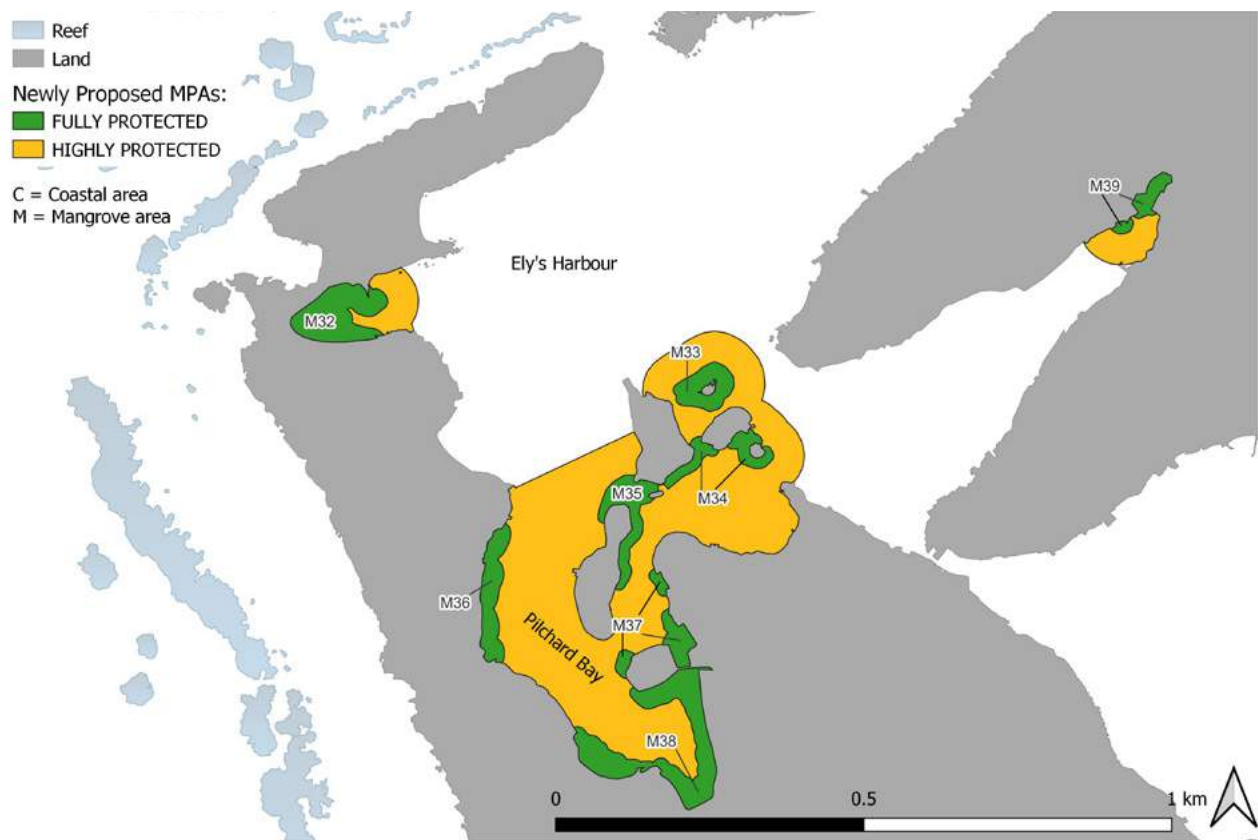 Reef
Land
Newly Proposed MPAs:
FULLY PROTECTED
HIGHLY PROTECTED
C = Coastal area
M = Mangrove area
M39
Ely's Harbour
M32
M33
M35
M34
M36
M37
Pilchard Bay
M38
0 0.5 1 km